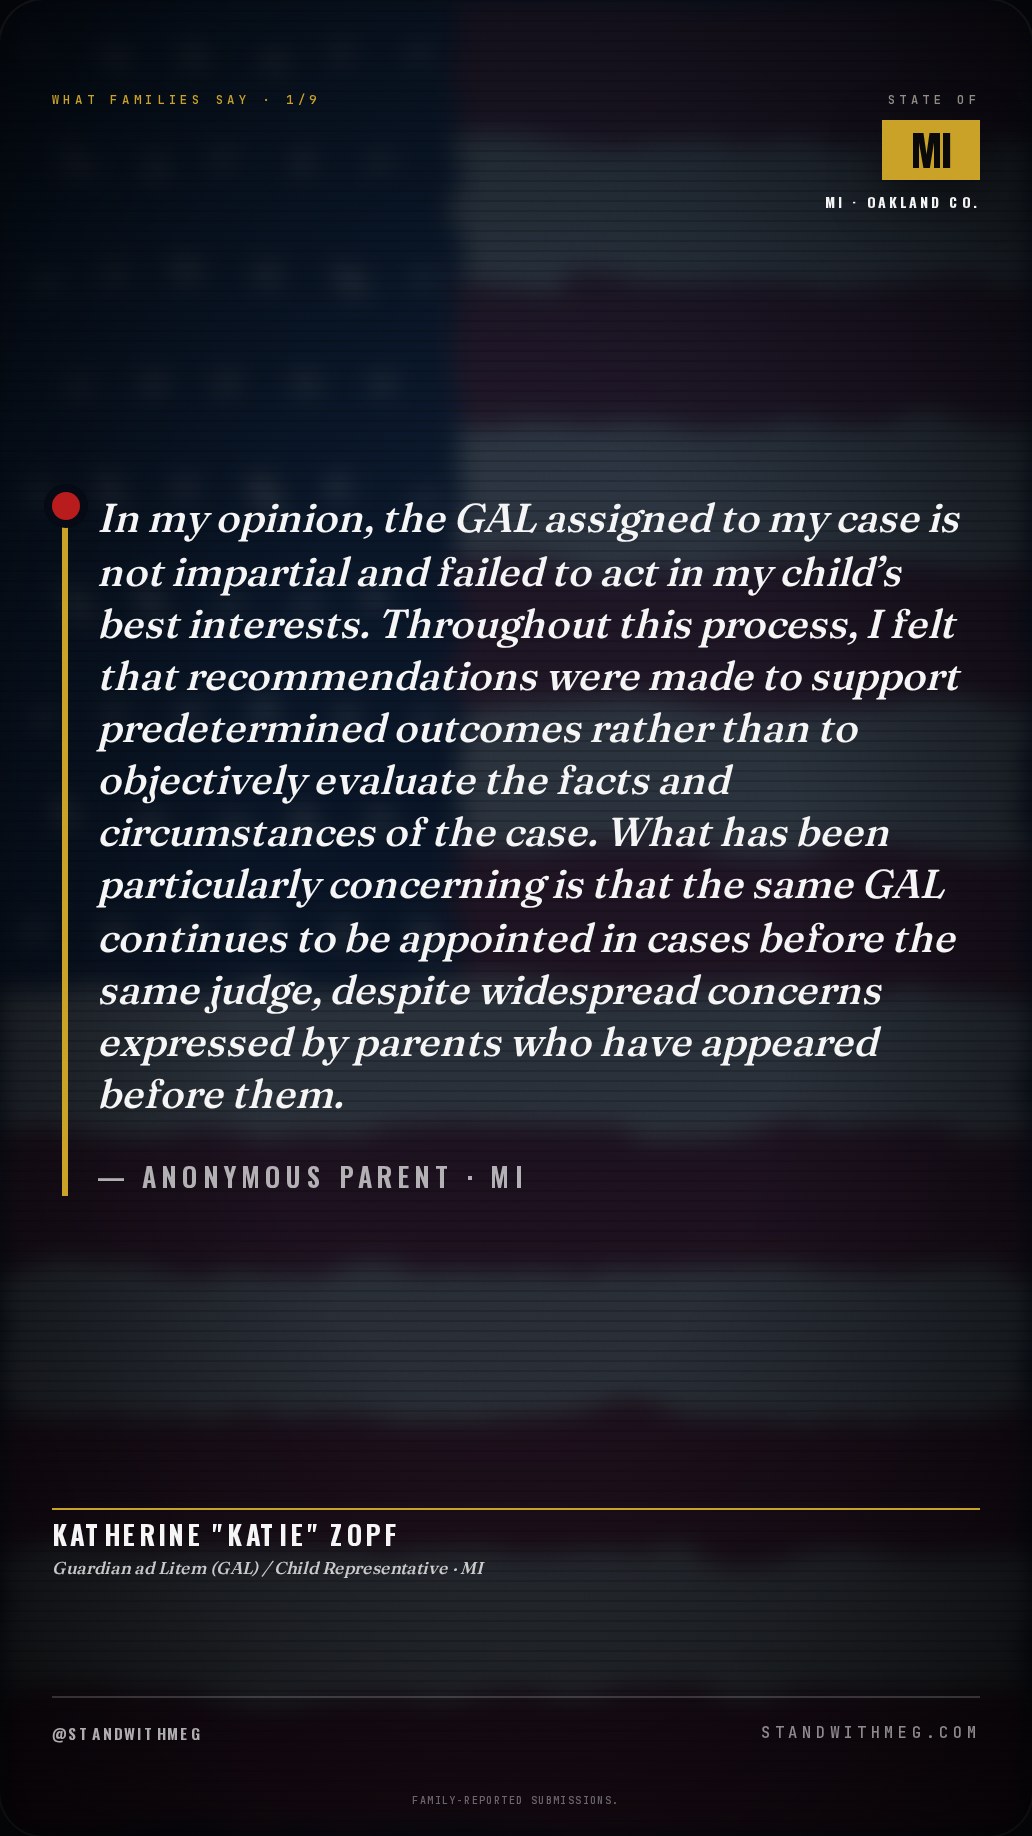 WHAT FAMILIES SAY · 1/9
STATE OF
MI
MI · OAKLAND CO.
In my opinion, the GAL assigned to my case is
not impartial and failed to act in my child’s
best interests. Throughout this process, I felt
that recommendations were made to support
predetermined outcomes rather than to
objectively evaluate the facts and
circumstances of the case. What has been
particularly concerning is that the same GAL
continues to be appointed in cases before the
same judge, despite widespread concerns
expressed by parents who have appeared
before them.
— ANONYMOUS PARENT · MI
KATHERINE "KATIE" ZOPF
Guardian ad Litem (GAL) / Child Representative · MI
@STANDWITHMEG
STANDWITHMEG.COM
FAMILY-REPORTED SUBMISSIONS.